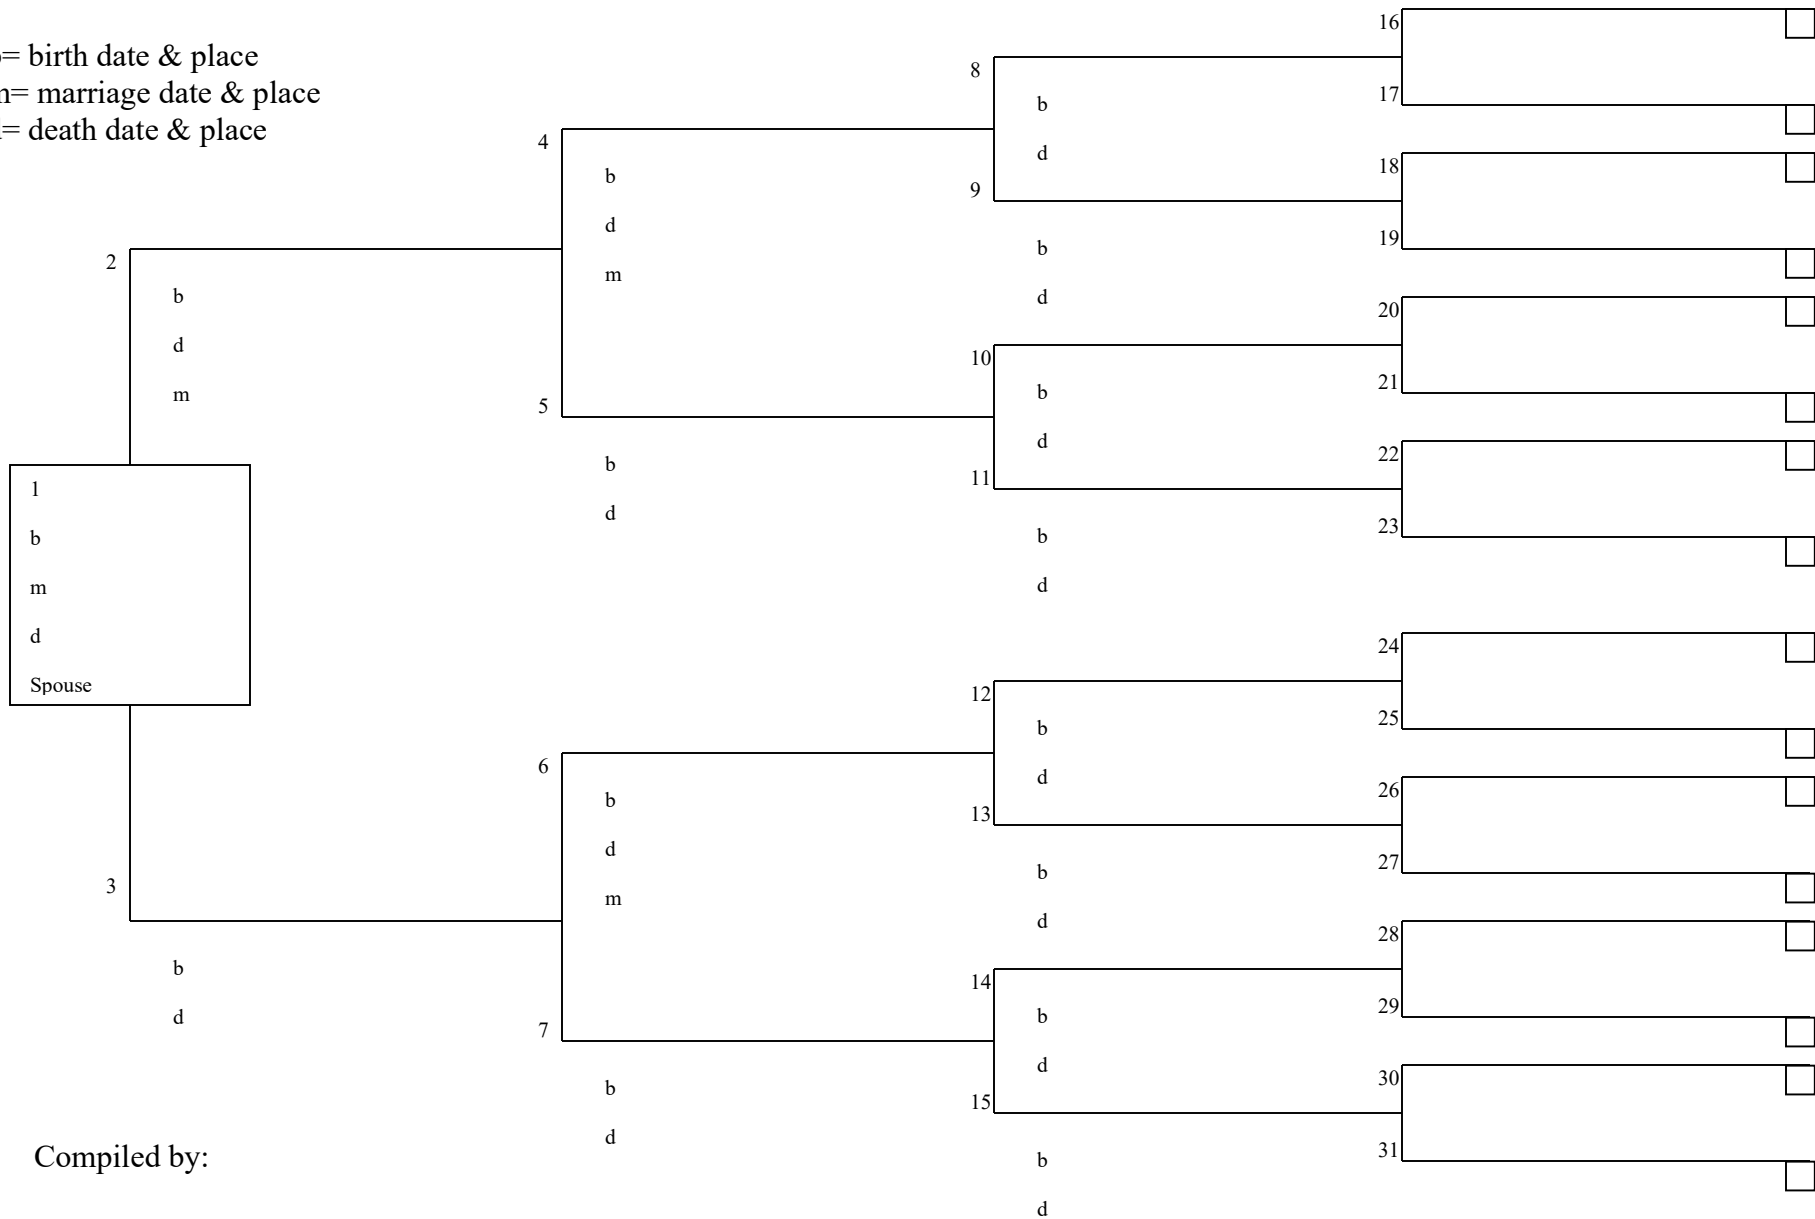 = birth date & place
= marriage date & place
= death date & place
1
b
m
d
Spouse
2
b
d
m
3
b
d
4
b
d
m
5
b
d
6
b
d
m
7
b
d
8
b
d
9
b
d
10
b
d
11
b
d
12
b
d
13
b
d
14
b
d
15
b
d
16
17
18
19
20
21
22
23
24
25
26
27
28
29
30
31
Compiled by: